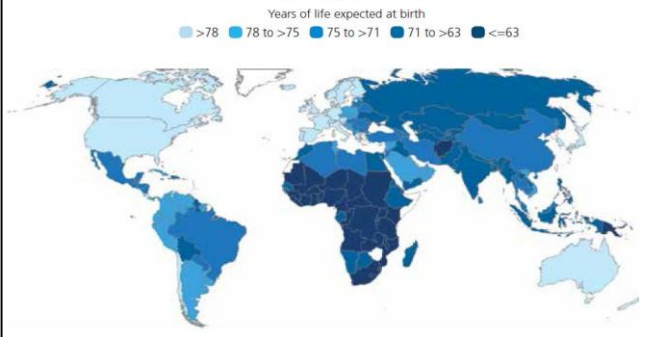 Years of life expected at birth
>78 78 to >75 75 to >71 71 to >63 <=63